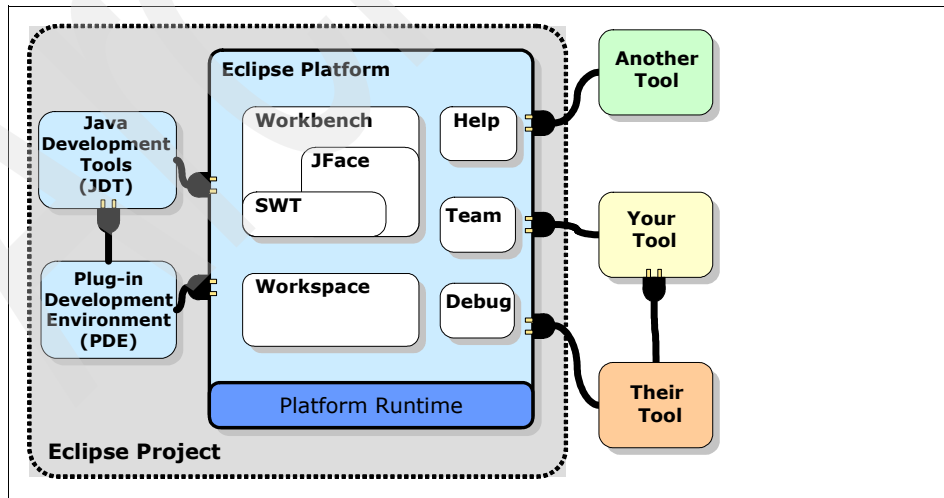 Eclipse Platform
Another
Tool
Java
Development
Tools
(JDT)
Workbench
JFace
SWT
Help
Team
Your
Tool
Plug-in
Development
Environment
(PDE)
Workspace
Debug
Their
Tool
Platform Runtime
Eclipse Project